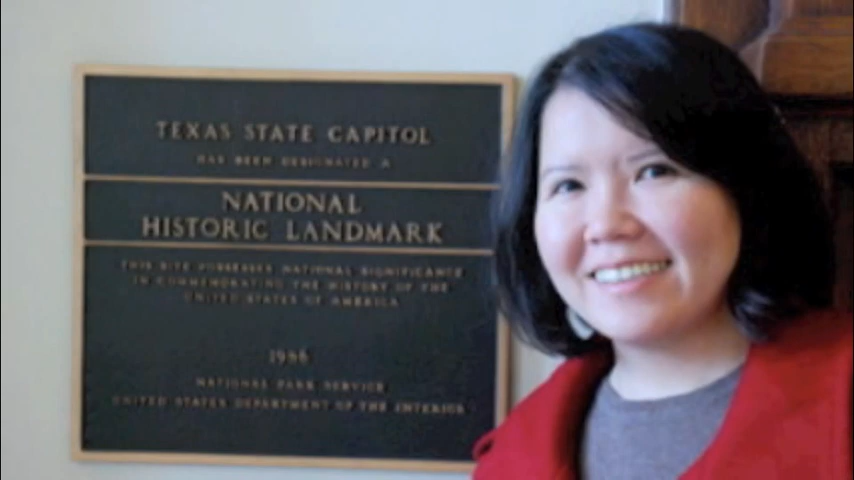 TEXAS STATE CAPITOL
HAS BEEN DESIGNATED A
NATIONAL
HISTORIC LANDMARK
THIS SITE POSSESSES NATIONAL SIGNIFICANCE
IN COMMEMORATING THE HISTORY OF THE
UNITED STATES OF AMERICA
1986
NATIONAL PARK SERVICE
UNITED STATES DEPARTMENT OF THE INTERIOR